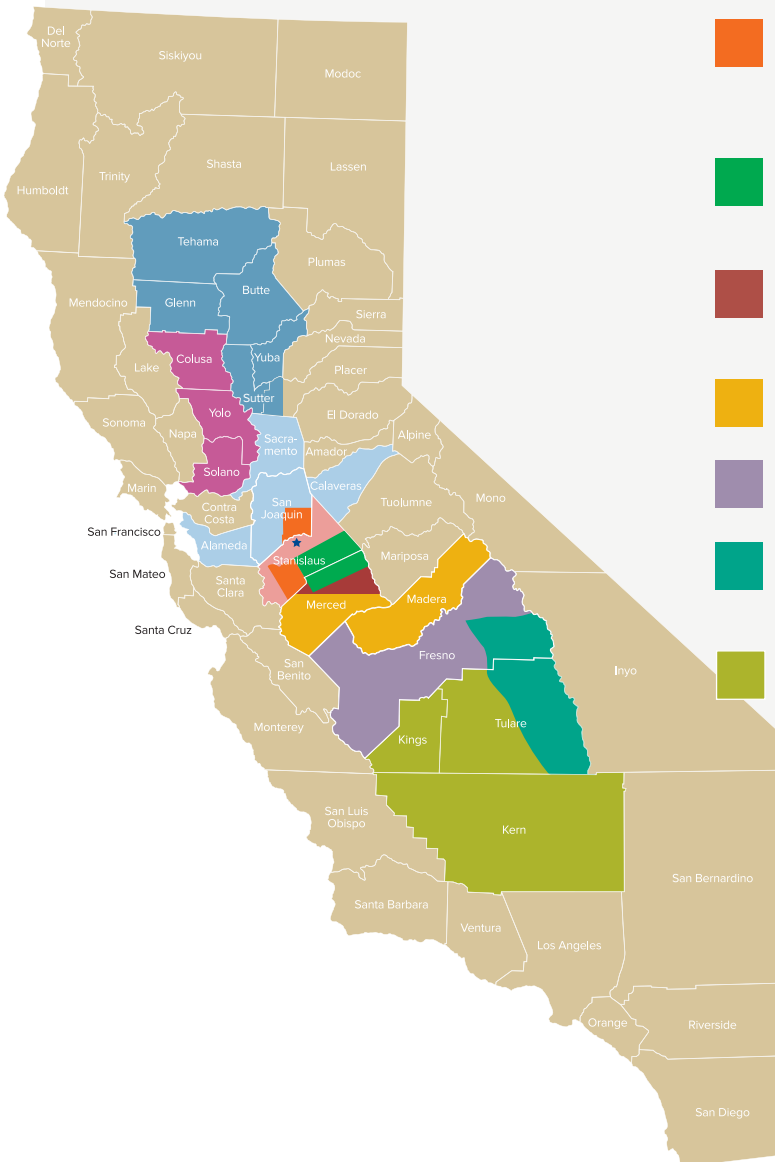 Del
Norte
Siskiyou
Modoc
Humboldt
Trinity
Shasta
Lassen
Tehama
Plumas
Mendocino
Glenn
Butte
Sierra
Nevada
Lake
Colusa
Yuba
Placer
Sutter
Sonoma
Napa
Yolo
El Dorado
Sacra-
mento
Amador
Alpine
Marin
Solano
Calaveras
Tuolumne
Mono
Contra
Costa
San
Joaquin
San Francisco
Alameda
Stanislaus
Mariposa
San Mateo
Santa
Clara
Merced
Madera
Santa Cruz
San
Benito
Fresno
Inyo
Monterey
Kings
Tulare
San Luis
Obispo
Kern
San Bernardino
Santa Barbara
Ventura
Los Angeles
Orange
Riverside
San Diego